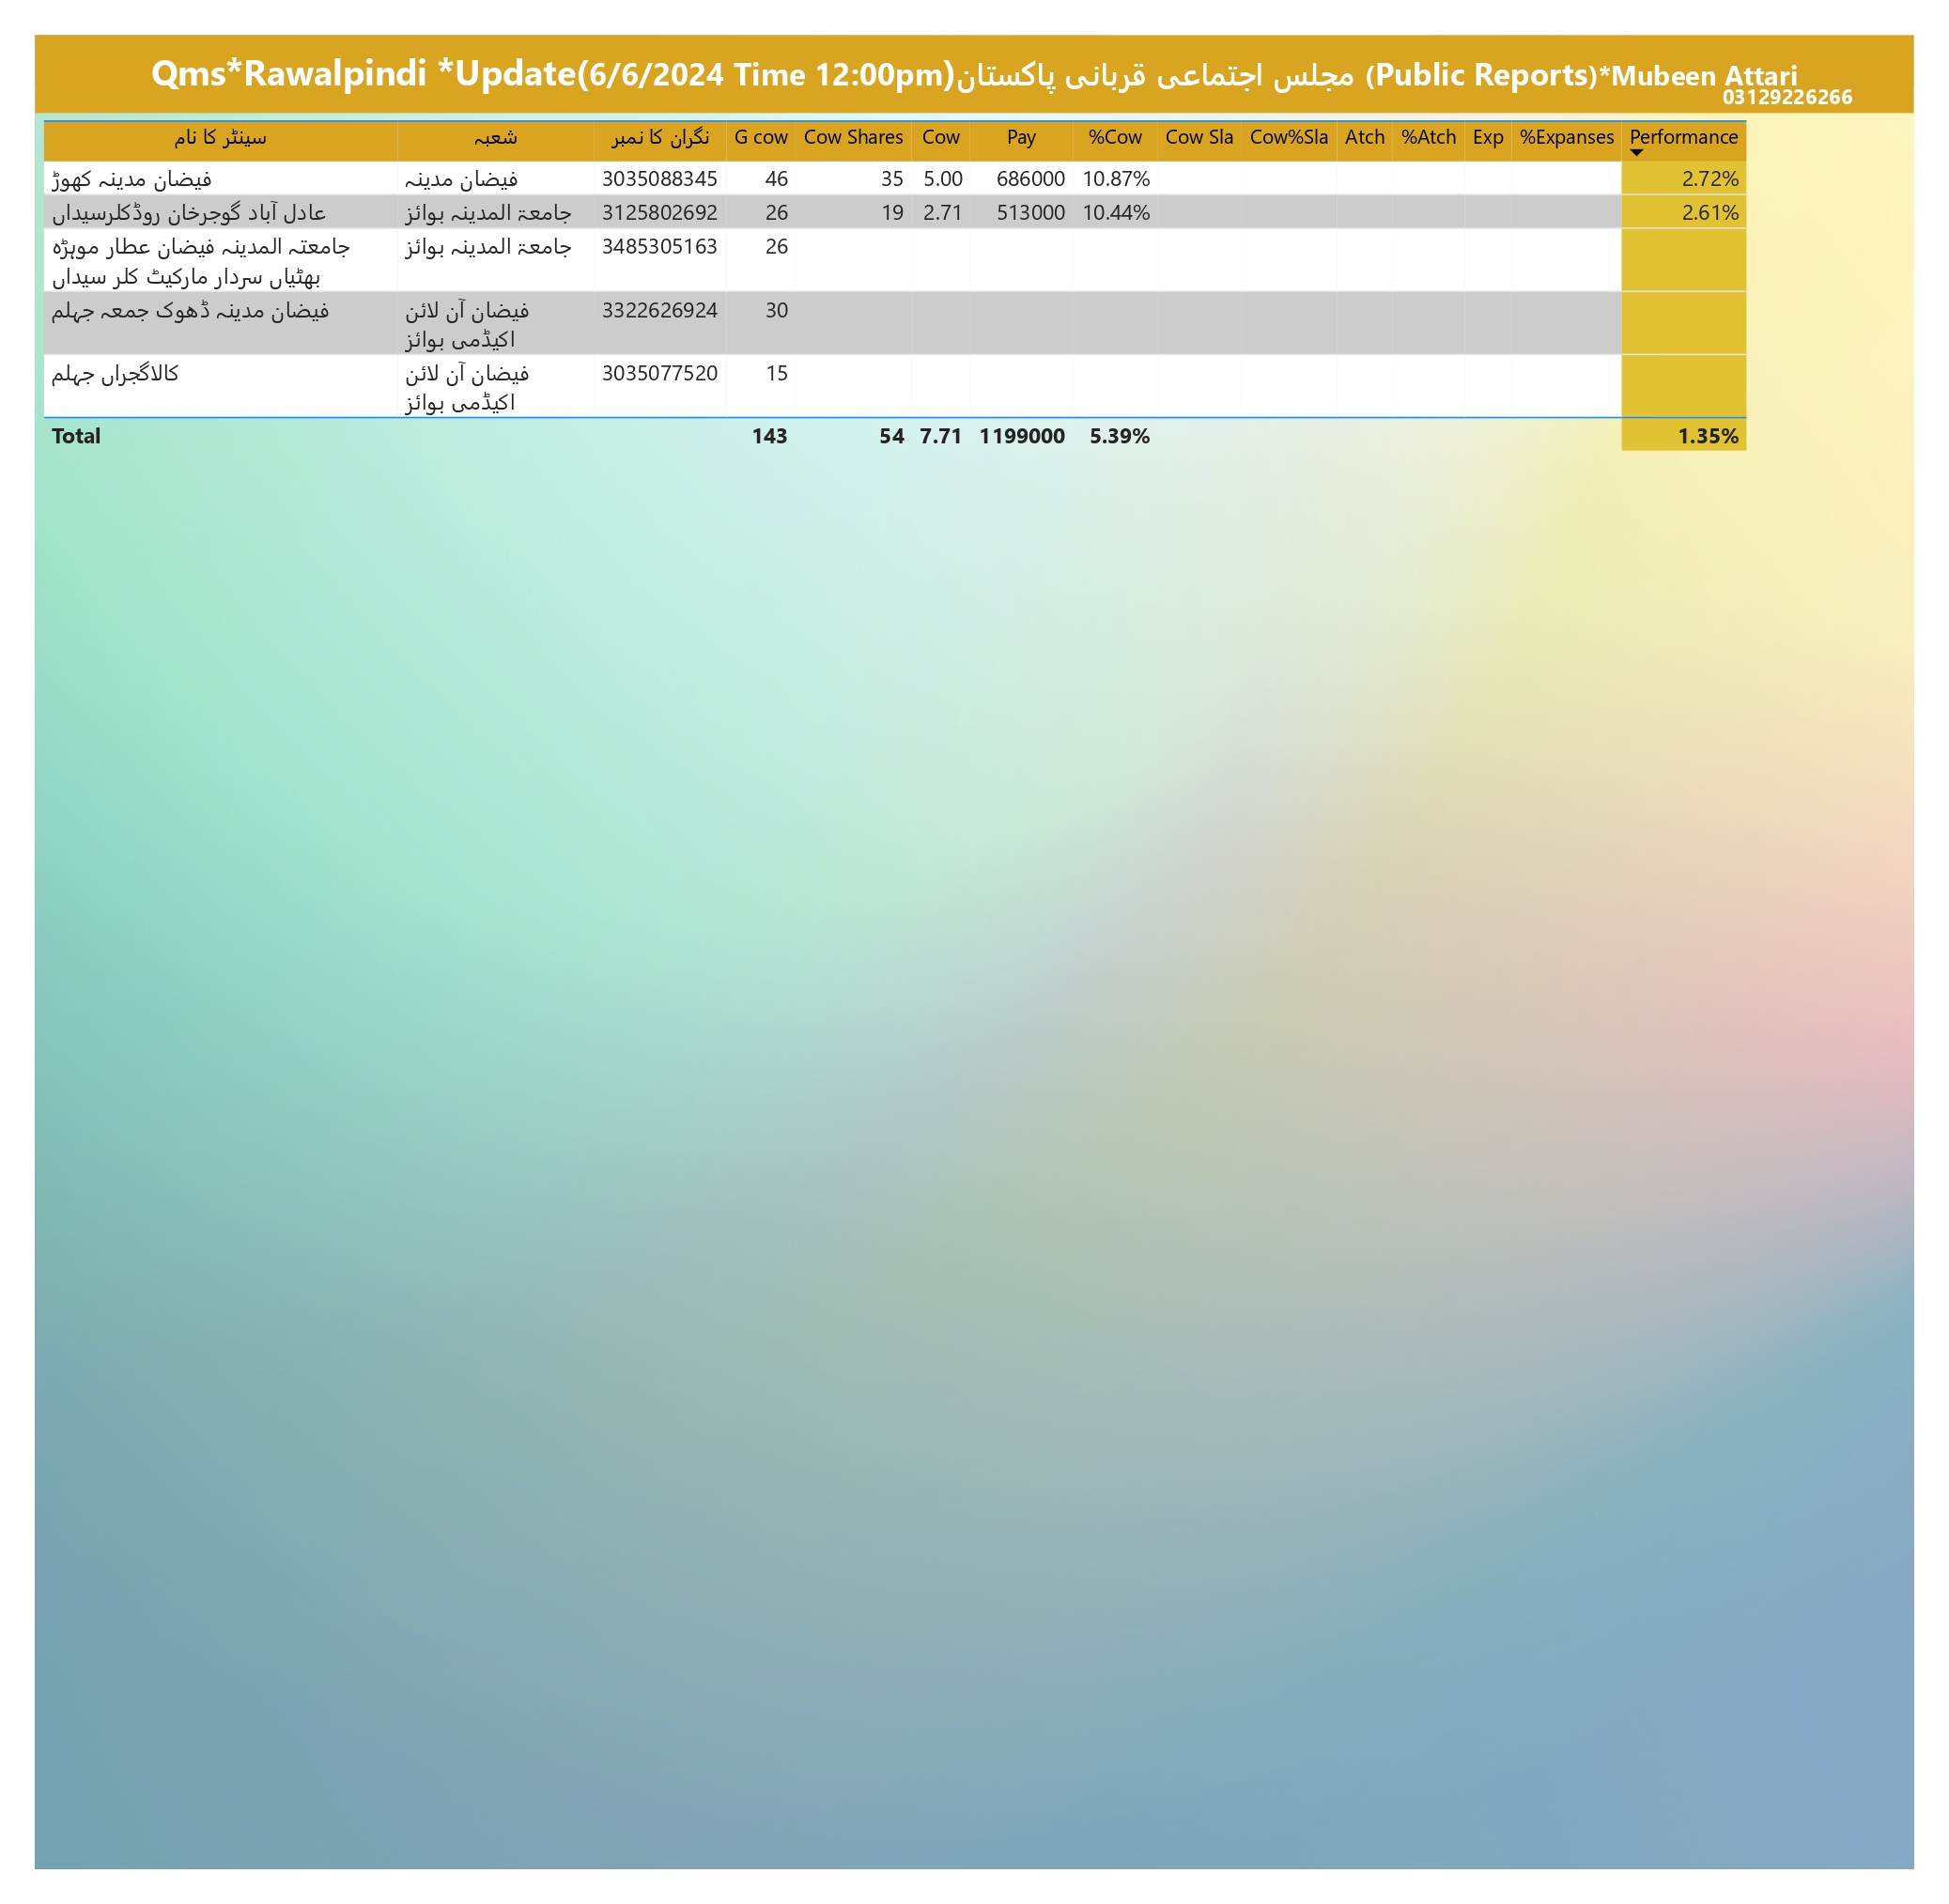 Qms*Rawalpindi *Update(6/6/2024 Time 12:00pm)مجلس اجتماعی قربانی پاکستان (Public Reports)*Mubeen Attari
03129226266
سینٹر کا نام شعبہ نگران کا نمبر G cow Cow Shares Cow Pay %Cow Cow Sla Cow%Sla Atch %Atch Exp %Expanses Performance
فیضان مدینہ کھوڑ فیضان مدینہ 3035088345 46 35 5.00 686000 10.87% 2.72%
عادل آباد گوجرخان روڈکلرسیداں جامعۃ المدینہ بوائز 3125802692 26 19 2.71 513000 10.44% 2.61%
جامعتہ المدینہ فیضان عطار موہڑہ جامعۃ المدینہ بوائز 3485305163 26
بھٹیاں سردار مارکیٹ کلر سیداں
فیضان مدینہ ڈھوک جمعہ جہلم فیضان آن لائن 3322626924 30
اکیڈمی بوائز
کالاگجراں جہلم فیضان آن لائن 3035077520 15
اکیڈمی بوائز
Total 143 54 7.71 1199000 5.39% 1.35%